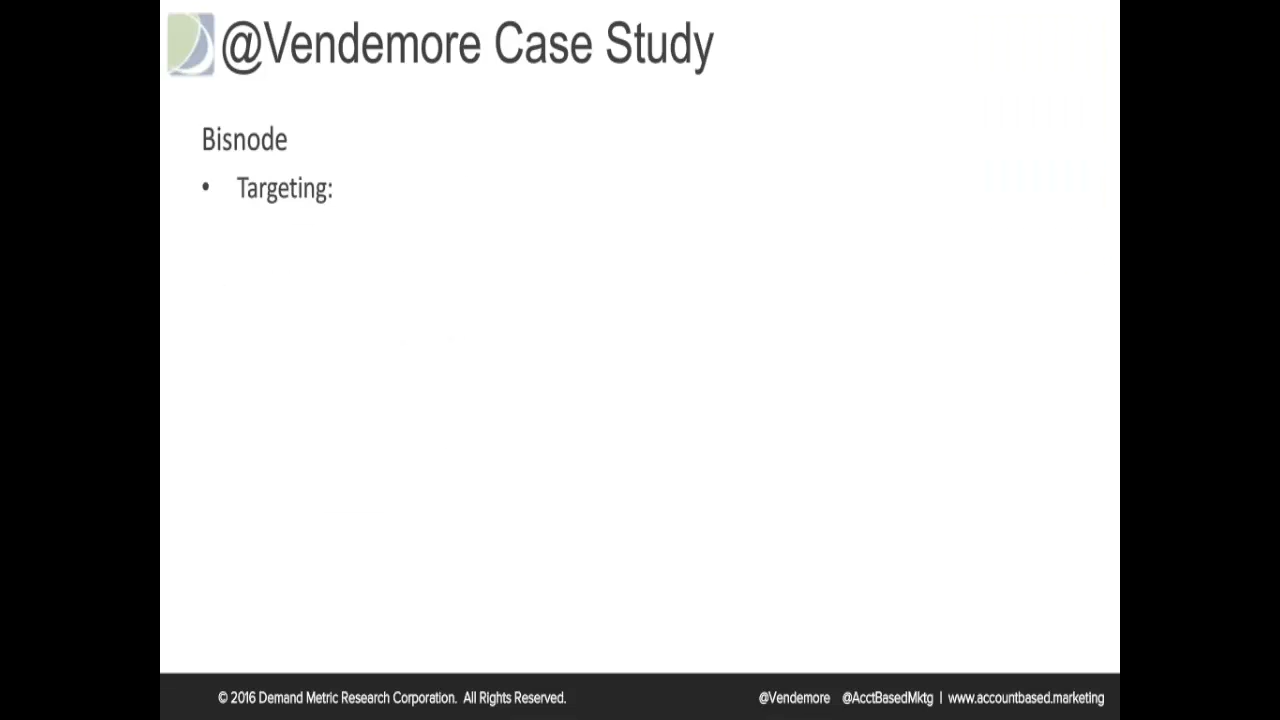 @Vendemore Case Study
Bisnode
• Targeting:
© 2016 Demand Metric Research Corporation. All Rights Reserved.
@Vendemore @AcctBasedMktg | www.accountbased.marketing